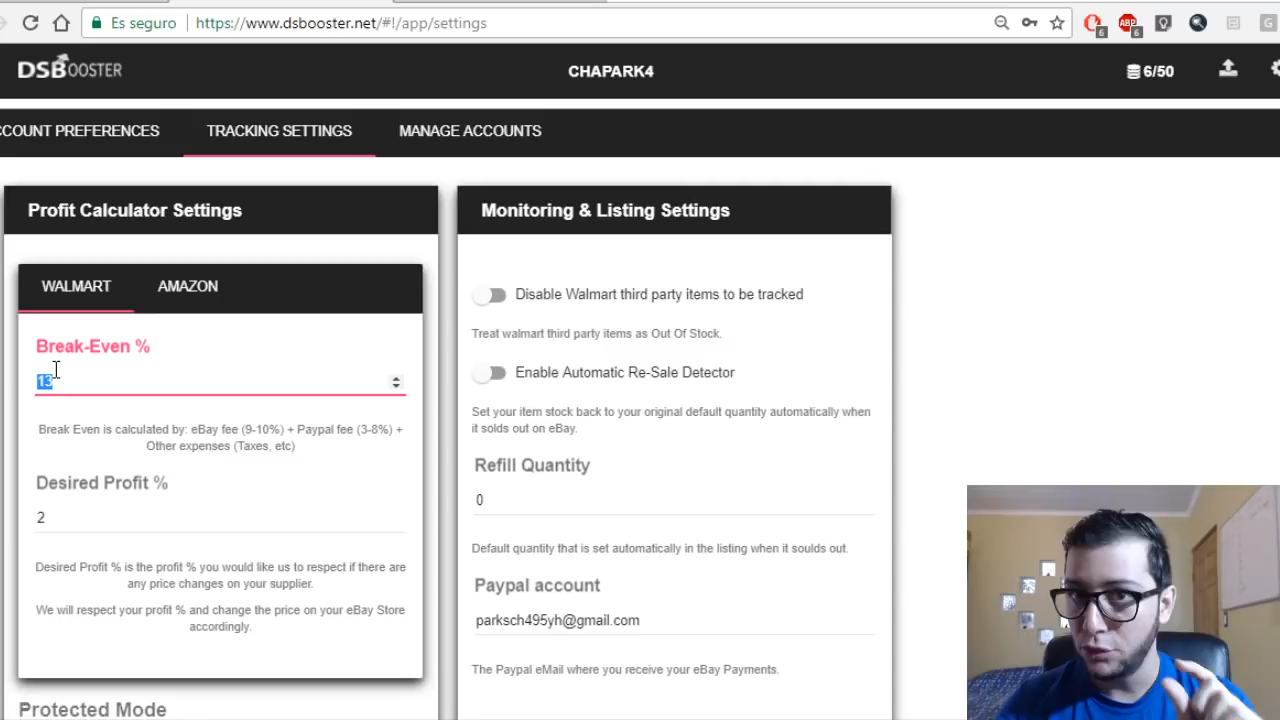 Es seguro
https://www.dsbooster.net/#!/app/settings
6
6
DSBOOSTER
CHAPARK4
6/50
CCOUNT PREFERENCES
TRACKING SETTINGS
MANAGE ACCOUNTS
Profit Calculator Settings
WALMART
AMAZON
Break-Even %
13
Break Even is calculated by: eBay fee (9-10%) + Paypal fee (3-8%) +
Other expenses (Taxes, etc)
Desired Profit %
2
Desired Profit % is the profit % you would like us to respect if there are
any price changes on your supplier.
We will respect your profit % and change the price on your eBay Store
accordingly.
Protected Mode
Monitoring & Listing Settings
Disable Walmart third party items to be tracked
Treat walmart third party items as Out Of Stock.
Enable Automatic Re-Sale Detector
Set your item stock back to your original default quantity automatically when
it solds out on eBay.
Refill Quantity
0
Default quantity that is set automatically in the listing when it soulds out.
Paypal account
parksch495yh@gmail.com
The Paypal eMail where you receive your eBay Payments.